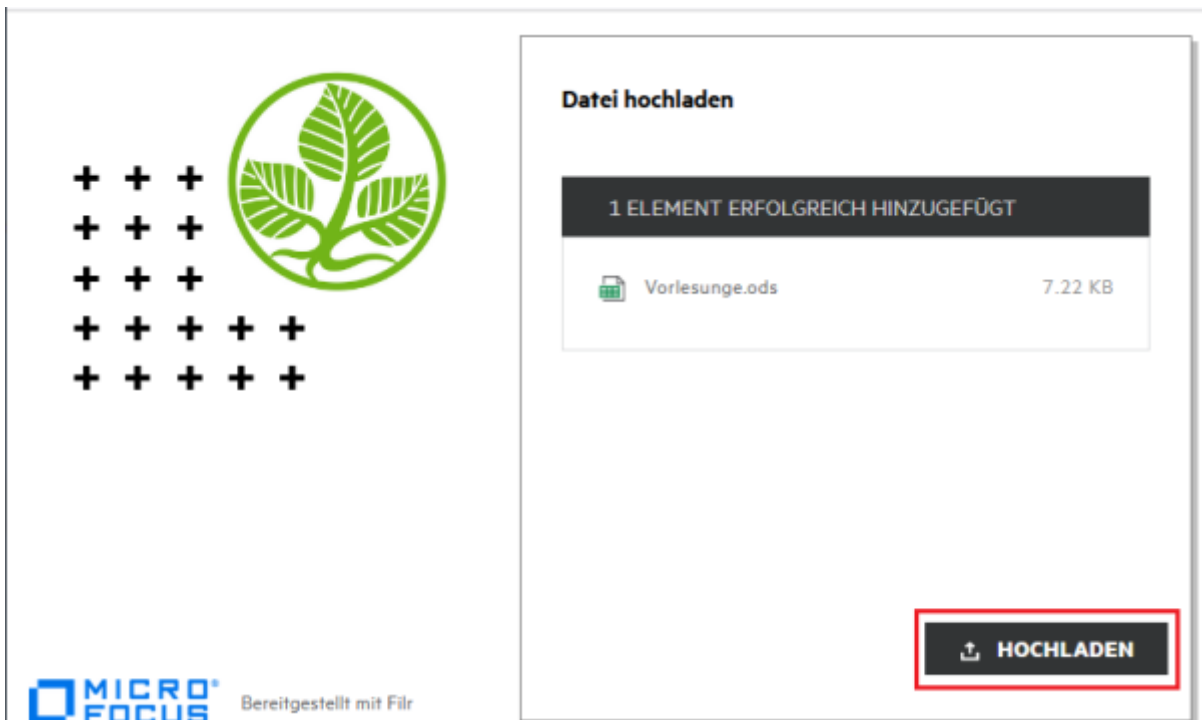 Datei hochladen
1 ELEMENT ERFOLGREICH HINZUGEFÜGT
Vorlesunge.ods 7.22 KB
HOCHLADEN
MICRO
FOCUS
Bereitgestellt mit Filr